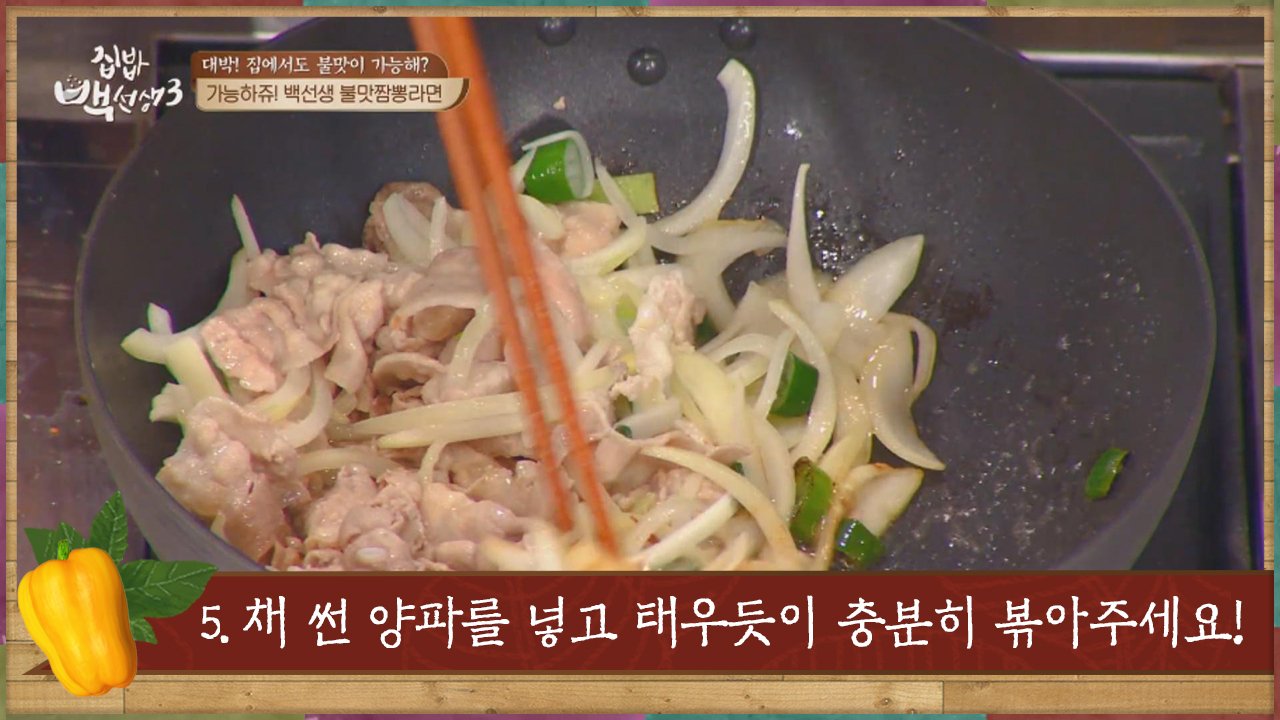 집밥
백선생3
대박! 집에서도 불맛이 가능해?
가능하쥬! 백선생 불맛짬뽕라면
5. 채 썬 양파를 넣고 태우듯이 충분히 볶아주세요!